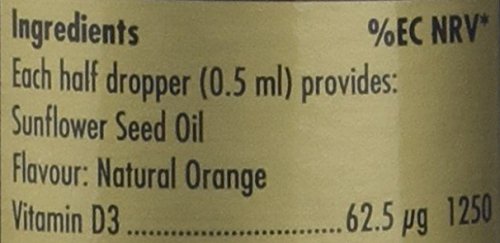 Ingredients %EC NRV*
Each half dropper (0.5 ml) provides:
Sunflower Seed Oil
Flavour: Natural Orange
Vitamin D3 ..............................62.5 µg 1250